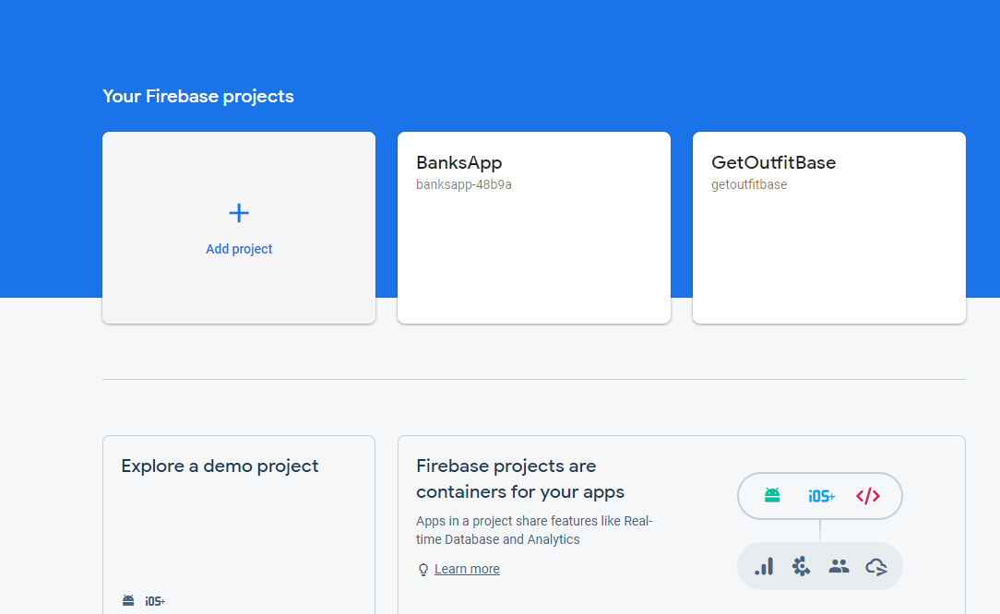 Your Firebase projects
Add project
BanksApp
banksapp-48b9a
GetOutfitBase
getoutfitbase
Explore a demo project
iOS+
Firebase projects are
containers for your apps
Apps in a project share features like Real-
time Database and Analytics
Learn more
iOS+